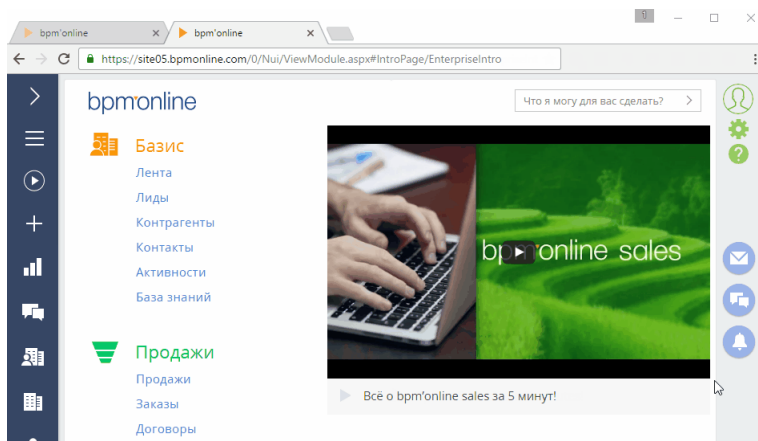 bpm'online
bpm'online
https://site05.bpmonline.com/0/Nui/ViewModule.aspx#IntroPage/EnterpriseIntro
bpm'online
Что я могу для вас сделать?
Базис
Лента
Лиды
Контрагенты
Контакты
Активности
База знаний
bpm'online sales
Продажи
Продажи
Заказы
Договоры
Всё о bpm'online sales за 5 минут!